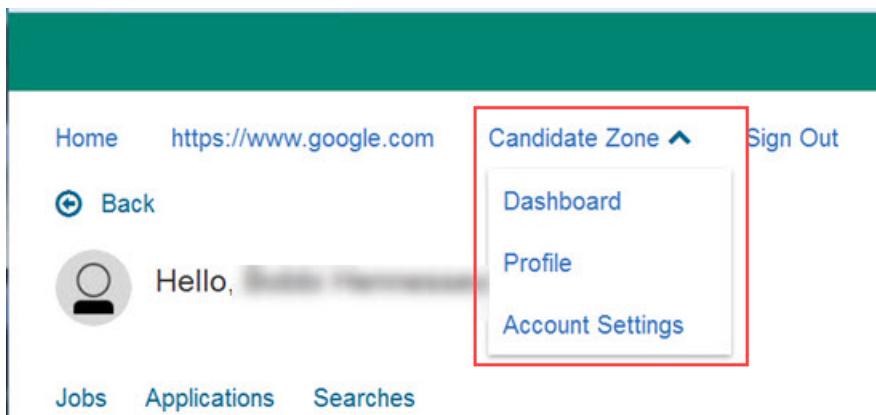 Home https://www.google.com Candidate Zone Sign Out
Back
Dashboard
Profile
Hello,
Account Settings
Jobs Applications Searches